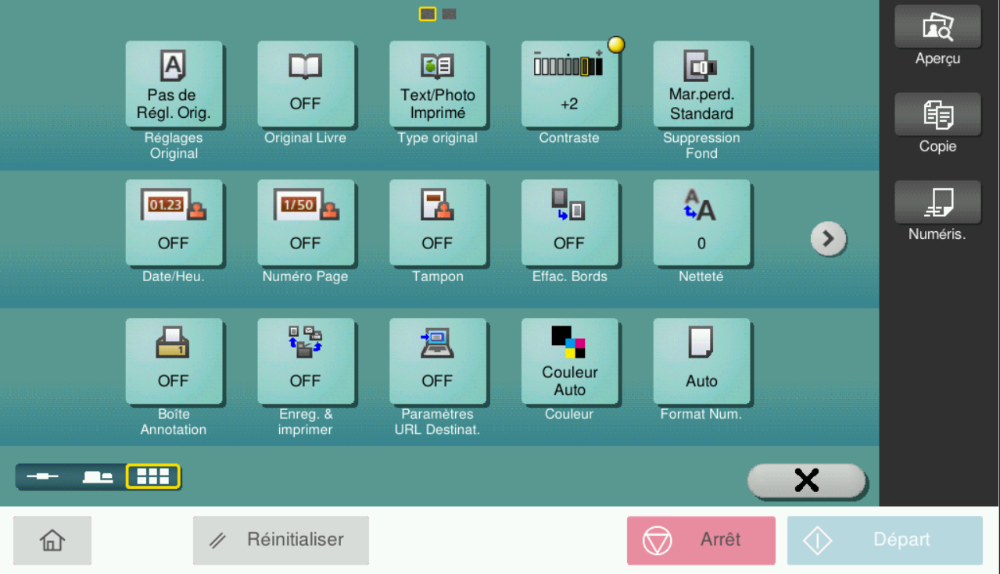 Aperçu
Pas de
Régl. Orig.
Réglages
Original
OFF
Original Livre
Text/Photo
Imprimé
Type original
- +
+2
Contraste
Mar.perd.
Standard
Suppression
Fond
Copie
01.23
OFF
Date/Heu.
1/50
OFF
Numéro Page
OFF
Tampon
OFF
Effac. Bords
A A
0
Netteté
Numéris.
1
OFF
Boîte
Annotation
OFF
Enreg. &
imprimer
OFF
Paramètres
URL Destinat.
Couleur
Auto
Couleur
Auto
Format Num.
Réinitialiser
Arrêt
Départ